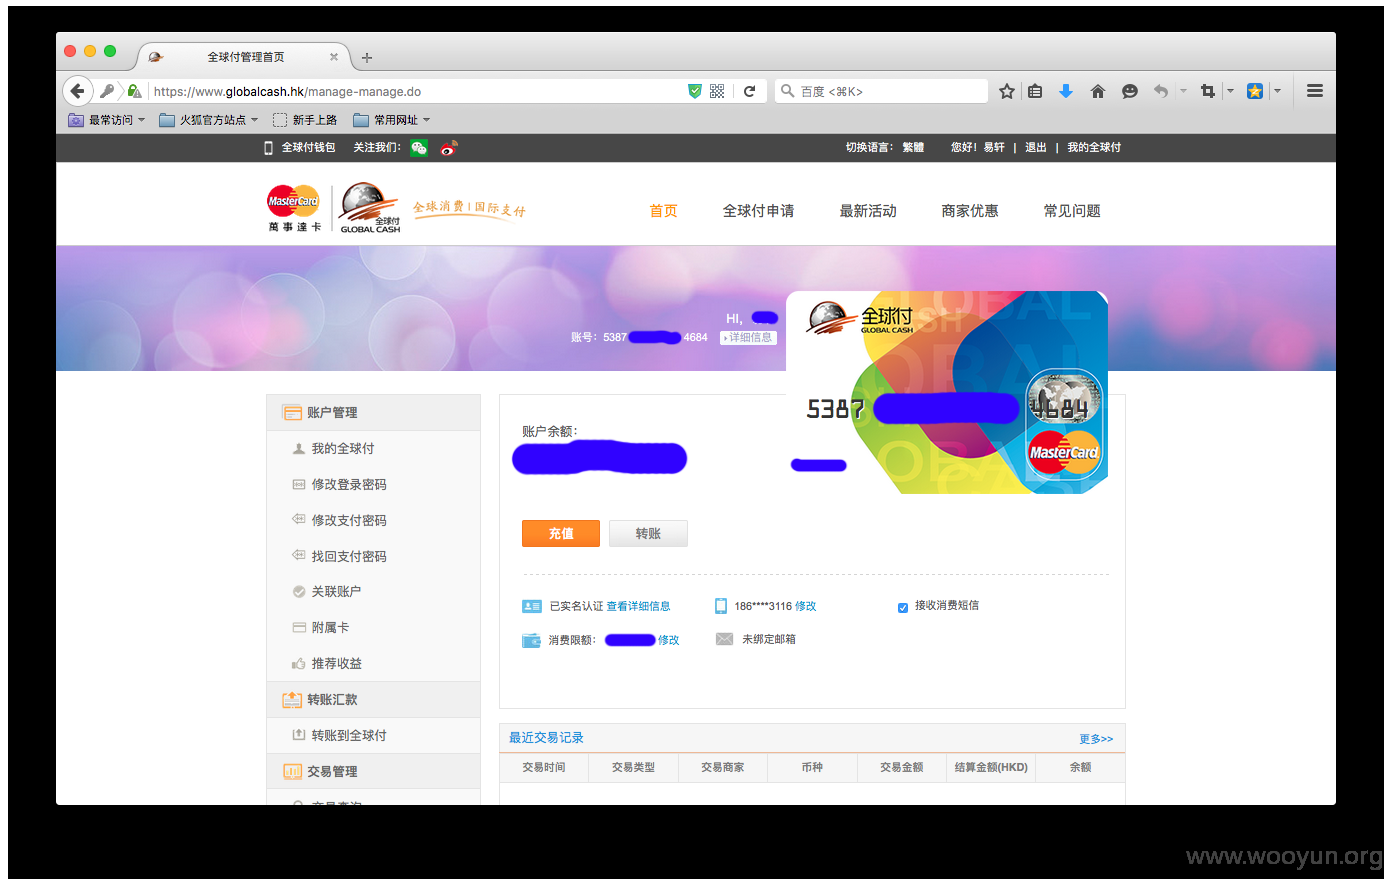 全球付管理首页
https://www.globalcash.hk/manage-manage.do
百度 <⌘K>
最常访问 火狐官方站点 新手上路 常用网址
全球付钱包 关注我们： 切换语言： 繁體 您好！易轩 | 退出 | 我的全球付
MasterCard 萬事達卡 全球付 GLOBAL CASH 全球消费 | 国际支付
首页 全球付申请 最新活动 商家优惠 常见问题
HI,
账号：5387 4684 详细信息
全球付
GLOBAL CASH
5387 4684
MasterCard
账户管理
我的全球付
修改登录密码
修改支付密码
找回支付密码
关联账户
附属卡
推荐收益
转账汇款
转账到全球付
交易管理
交易查询
账户余额：
充值 转账
已实名认证 查看详细信息 186****3116 修改 接收消费短信
消费限额： 修改 未绑定邮箱
最近交易记录 更多>>
交易时间 交易类型 交易商家 币种 交易金额 结算金额(HKD) 余额
www.wooyun.org